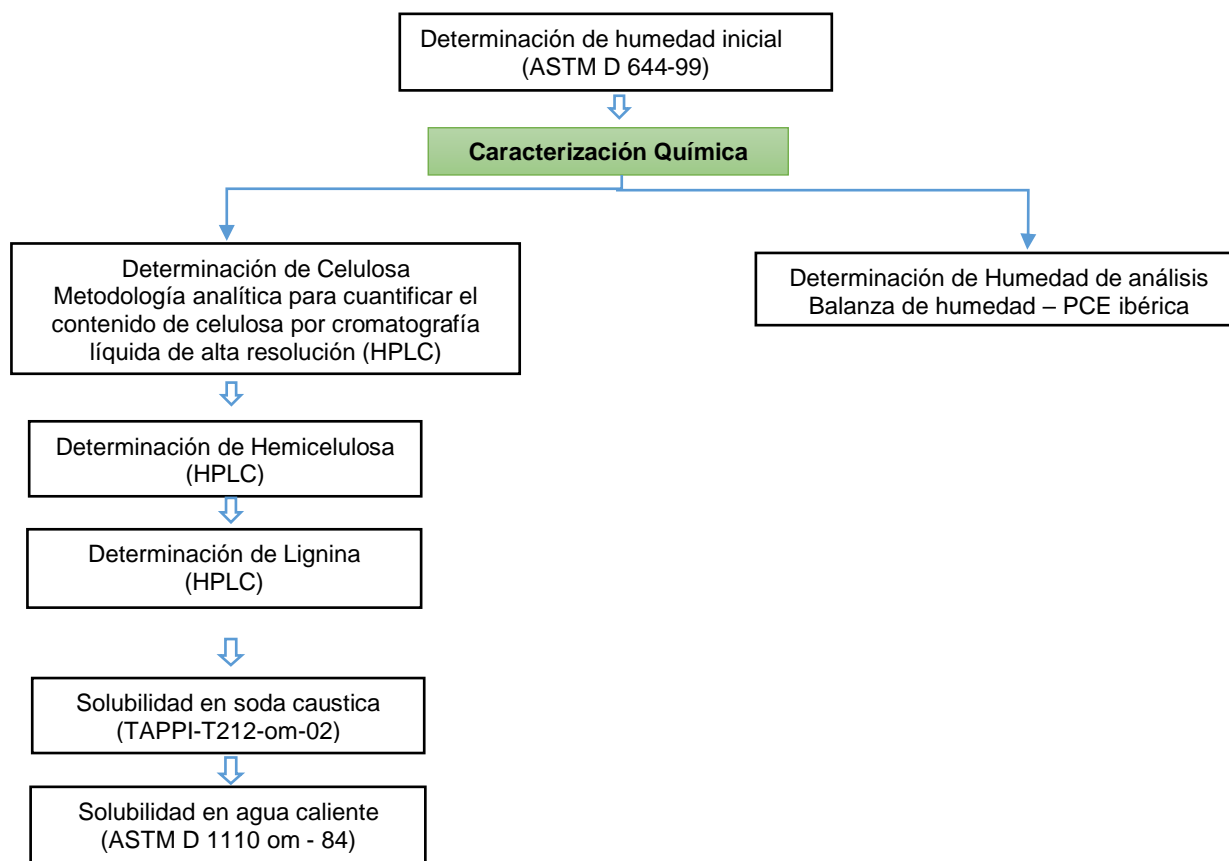 Determinación de humedad inicial
(ASTM D 644-99)
Caracterización Química
Determinación de Celulosa
Metodología analítica para cuantificar el
contenido de celulosa por cromatografía
líquida de alta resolución (HPLC)
Determinación de Humedad de análisis
Balanza de humedad – PCE ibérica
Determinación de Hemicelulosa
(HPLC)
Determinación de Lignina
(HPLC)
Solubilidad en soda caustica
(TAPPI-T212-om-02)
Solubilidad en agua caliente
(ASTM D 1110 om - 84)